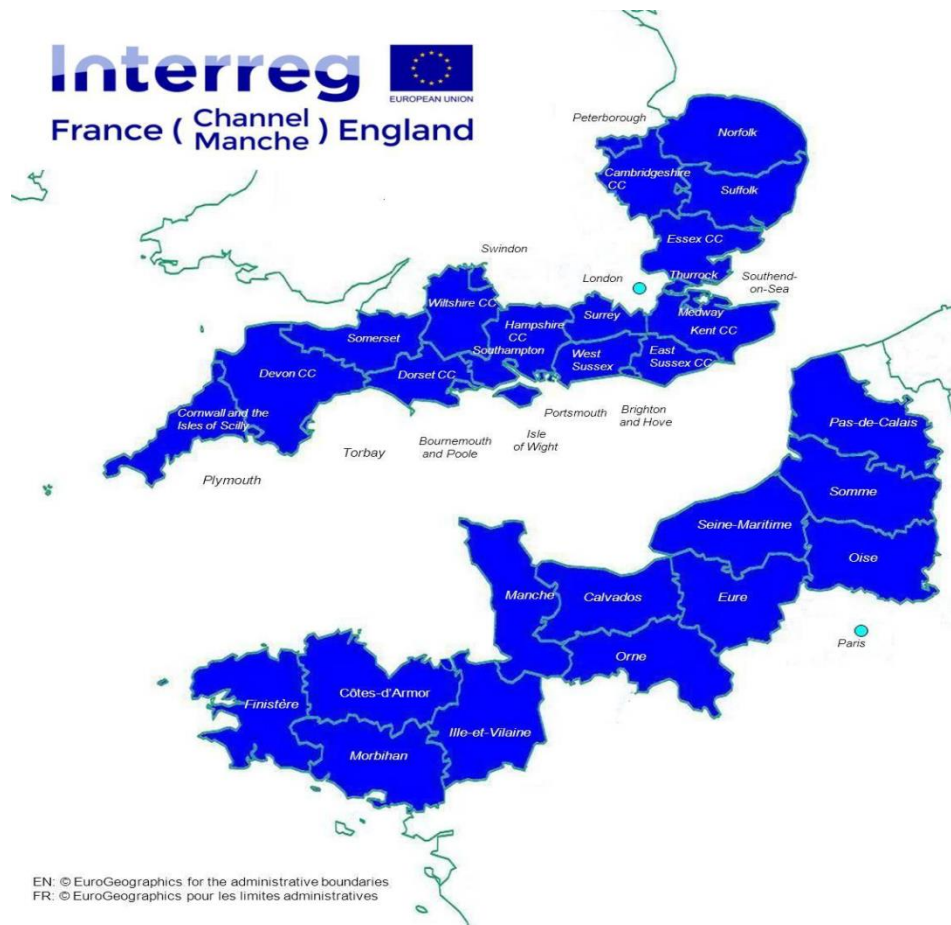 Interreg
EUROPEAN UNION
France ( Channel
Manche ) England
Peterborough
Norfolk
Cambridgeshire
CC
Suffolk
Essex CC
Swindon
London
Thurrock
Southend-
on-Sea
Wiltshire CC
Medway
Surrey
Hampshire
CC
Kent CC
Somerset
Southampton
West
Sussex
East
Sussex CC
Devon CC
Dorset CC
Cornwall and the
Isles of Scilly
Portsmouth
Brighton
and Hove
Pas-de-Calais
Isle
of Wight
Bournemouth
and Poole
Torbay
Plymouth
Somme
Seine-Maritime
Oise
Manche
Calvados
Eure
Paris
Orne
Côtes-d'Armor
Finistère
Ille-et-Vilaine
Morbihan
EN: © EuroGeographics for the administrative boundaries
FR: © EuroGeographics pour les limites administratives